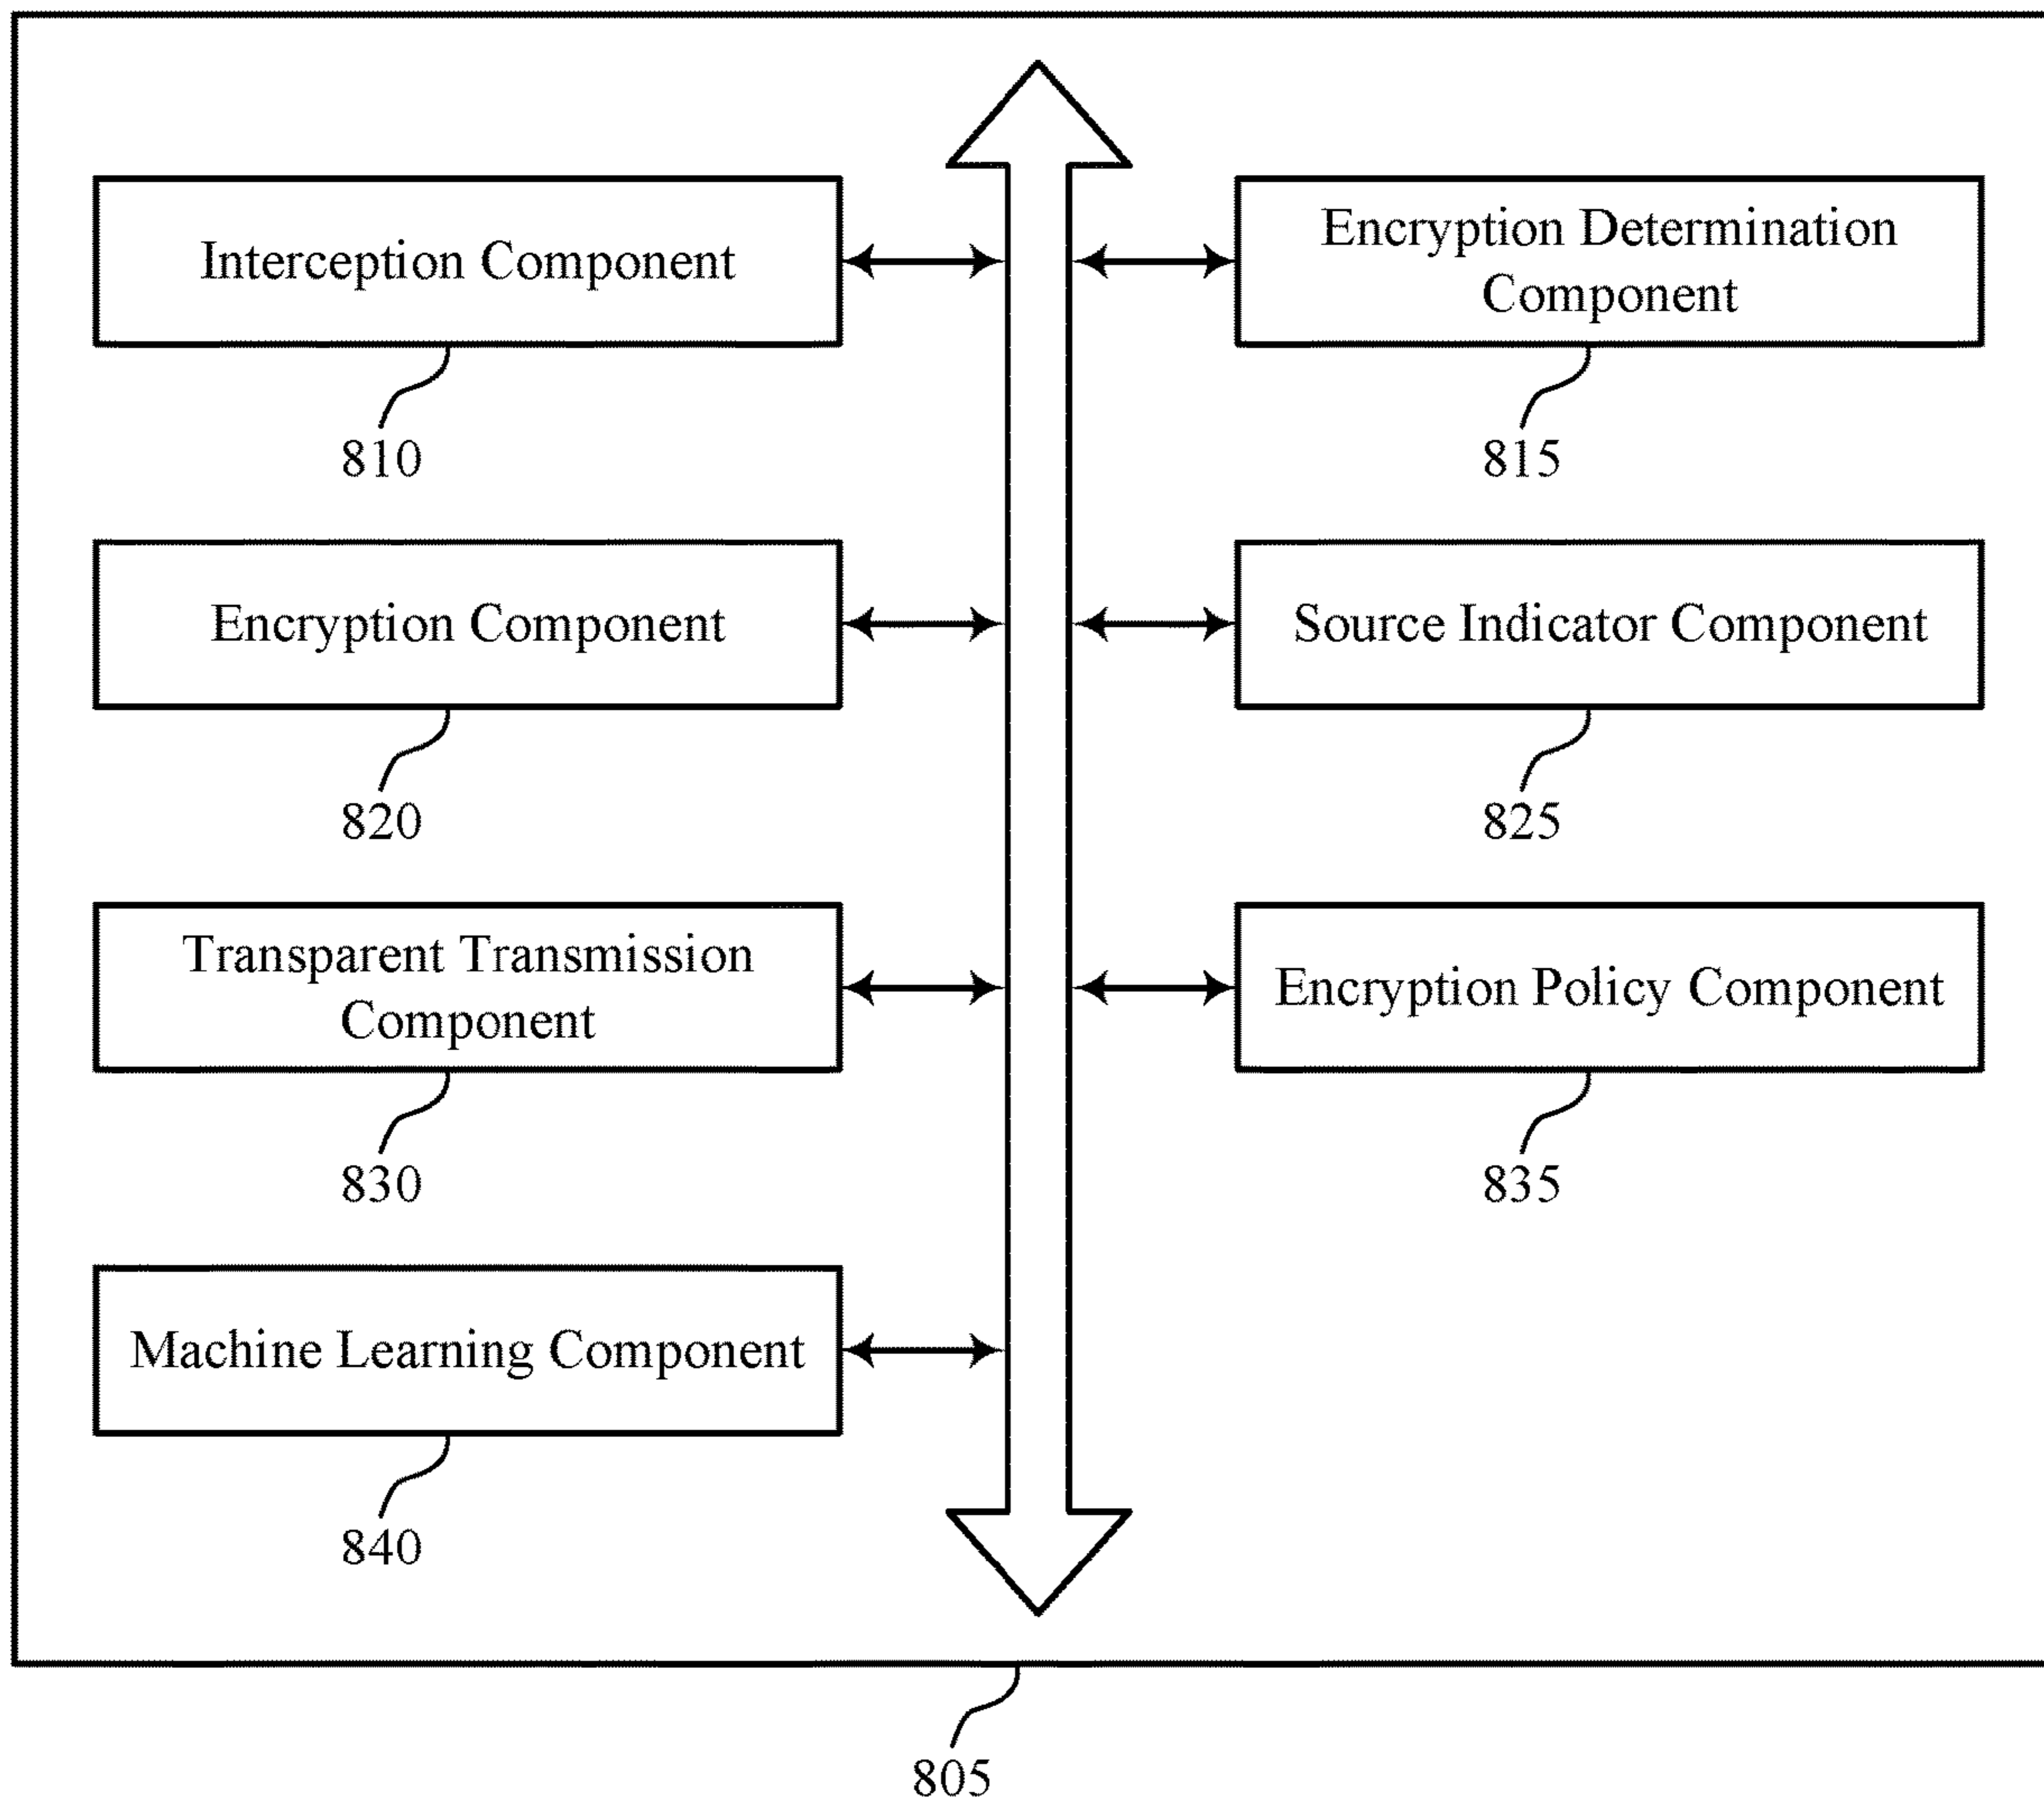 Interception Component
810
Encryption Determination
Component
815
Encryption Component
820
Source Indicator Component
825
Transparent Transmission
Component
830
Encryption Policy Component
835
Machine Learning Component
840
805